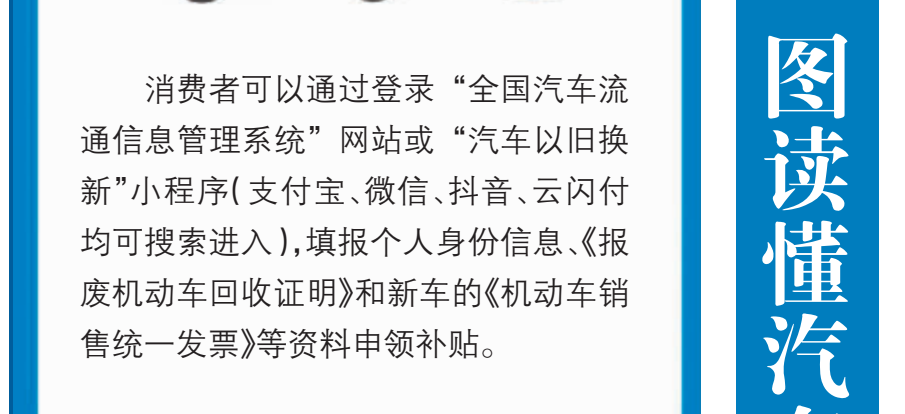 消费者可以通过登录“全国汽车流
通信息管理系统”网站或“汽车以旧换
新”小程序(支付宝、微信、抖音、云闪付
均可搜索进入),填报个人身份信息、《报
废机动车回收证明》和新车的《机动车销
售统一发票》等资料申领补贴。
图读懂汽